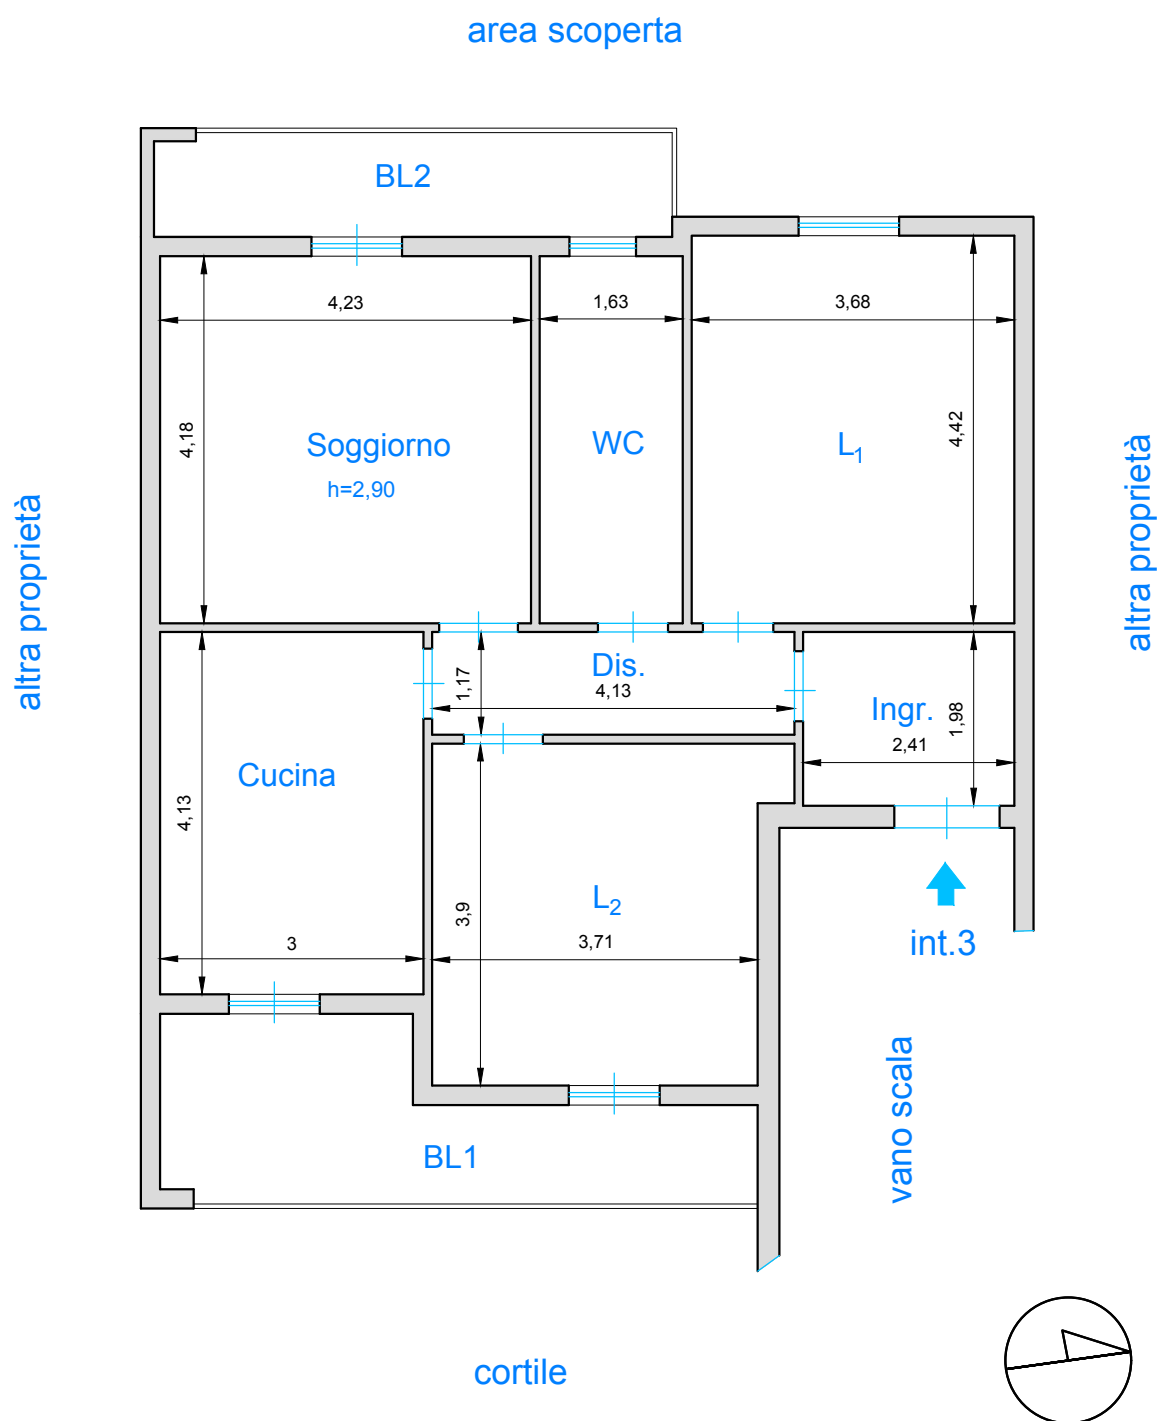 area scoperta
BL2
4,23
1,63
3,68
4,18
Soggiorno
h=2,90
WC
L1
4,42
altra proprietà
altra proprietà
Dis.
1,17
4,13
Ingr.
1,98
2,41
Cucina
4,13
3
L2
3,9
3,71
int.3
vano scala
BL1
cortile